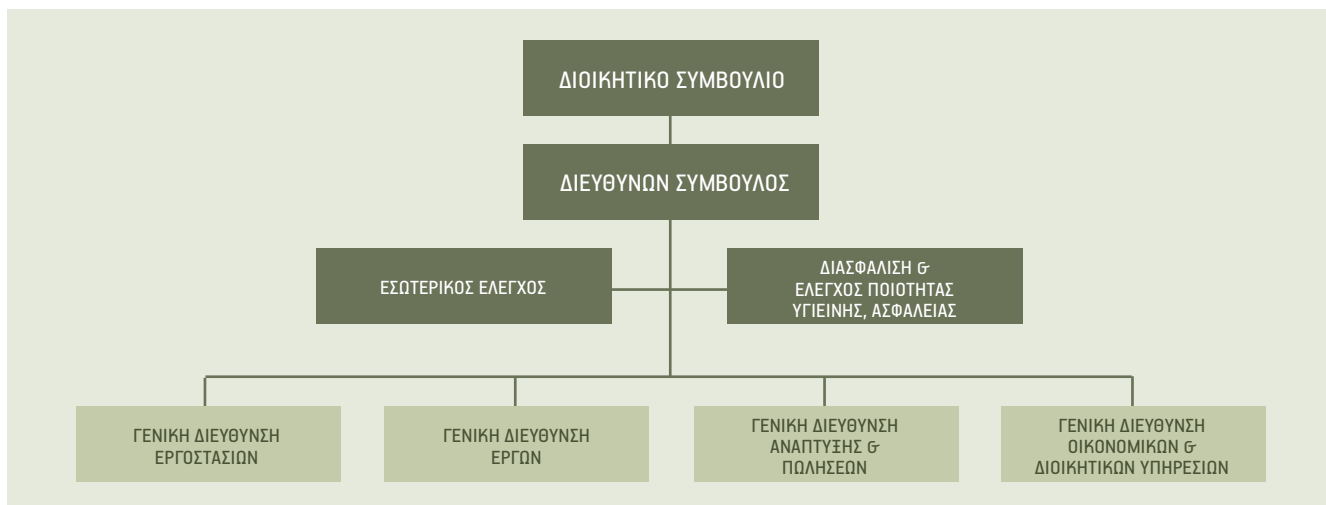 ΔΙΟΙΚΗΤΙΚΟ ΣΥΜΒΟΥΛΙΟ
ΔΙΕΥΘΥΝΩΝ ΣΥΜΒΟΥΛΟΣ
ΕΣΩΤΕΡΙΚΟΣ ΕΛΕΓΧΟΣ
ΔΙΑΣΦΑΛΙΣΗ &
ΕΛΕΓΧΟΣ ΠΟΙΟΤΗΤΑΣ
ΥΓΙΕΙΝΗΣ, ΑΣΦΑΛΕΙΑΣ
ΓΕΝΙΚΗ ΔΙΕΥΘΥΝΣΗ
ΕΡΓΟΣΤΑΣΙΩΝ
ΓΕΝΙΚΗ ΔΙΕΥΘΥΝΣΗ
ΕΡΓΩΝ
ΓΕΝΙΚΗ ΔΙΕΥΘΥΝΣΗ
ΑΝΑΠΤΥΞΗΣ &
ΠΩΛΗΣΕΩΝ
ΓΕΝΙΚΗ ΔΙΕΥΘΥΝΣΗ
ΟΙΚΟΝΟΜΙΚΩΝ &
ΔΙΟΙΚΗΤΙΚΩΝ ΥΠΗΡΕΣΙΩΝ